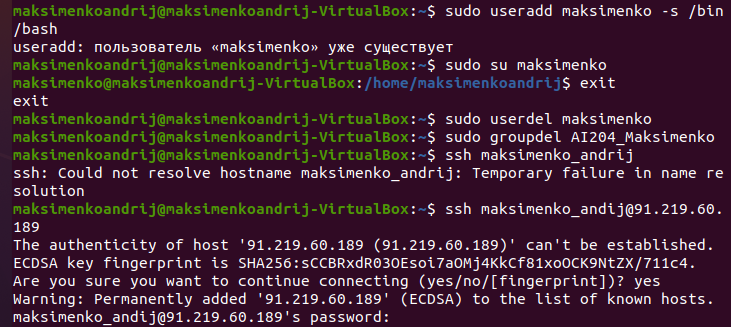 maksimenkoandrij@maksimenkoandrij-VirtualBox:~$ sudo useradd maksimenko -s /bin
/bash
useradd: пользователь «maksimenko» уже существует
maksimenkoandrij@maksimenkoandrij-VirtualBox:~$ sudo su maksimenko
maksimenko@maksimenkoandrij-VirtualBox:/home/maksimenkoandrij$ exit
exit
maksimenkoandrij@maksimenkoandrij-VirtualBox:~$ sudo userdel maksimenko
maksimenkoandrij@maksimenkoandrij-VirtualBox:~$ sudo groupdel AI204_Maksimenko
maksimenkoandrij@maksimenkoandrij-VirtualBox:~$ ssh maksimenko_andrij
ssh: Could not resolve hostname maksimenko_andrij: Temporary failure in name re
solution
maksimenkoandrij@maksimenkoandrij-VirtualBox:~$ ssh maksimenko_andij@91.219.60.
189
The authenticity of host '91.219.60.189 (91.219.60.189)' can't be established.
ECDSA key fingerprint is SHA256:sCCBRxdR03OEsoi7aOMj4KkCf81xoOCK9NtZX/711c4.
Are you sure you want to continue connecting (yes/no/[fingerprint])? yes
Warning: Permanently added '91.219.60.189' (ECDSA) to the list of known hosts.
maksimenko_andij@91.219.60.189's password: